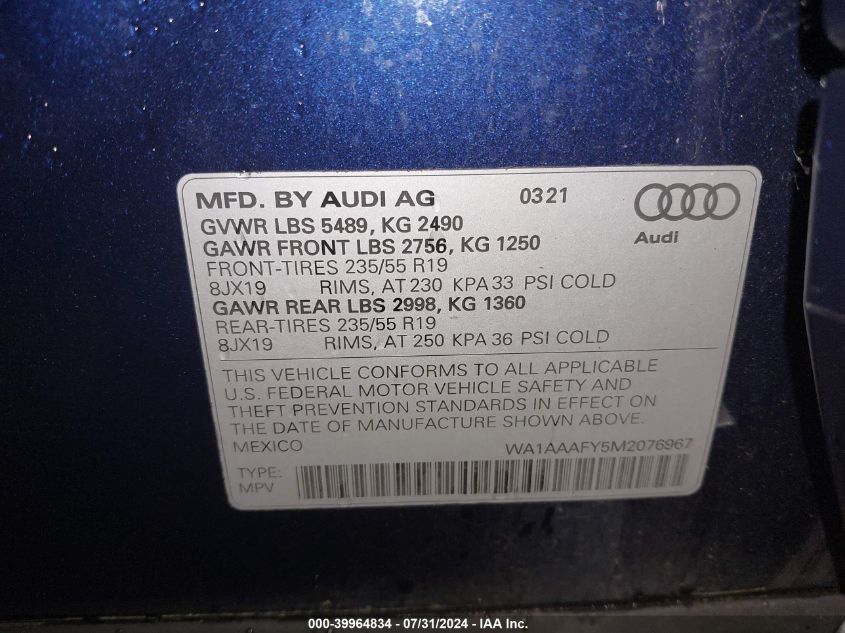 MFD. BY AUDI AG 0321
GVWR LBS 5489, KG 2490
GAWR FRONT LBS 2756, KG 1250
Audi
FRONT-TIRES 235/55 R19
8JX19 RIMS, AT 230 KPA 33 PSI COLD
GAWR REAR LBS 2998, KG 1360
REAR-TIRES 235/55 R19
8JX19 RIMS, AT 250 KPA 36 PSI COLD
THIS VEHICLE CONFORMS TO ALL APPLICABLE
U.S. FEDERAL MOTOR VEHICLE SAFETY AND
THEFT PREVENTION STANDARDS IN EFFECT ON
THE DATE OF MANUFACTURE SHOWN ABOVE.
MEXICO WA1AAAFY5M2076967
TYPE:
MPV
000-39964834 - 07/31/2024 - IAA Inc.